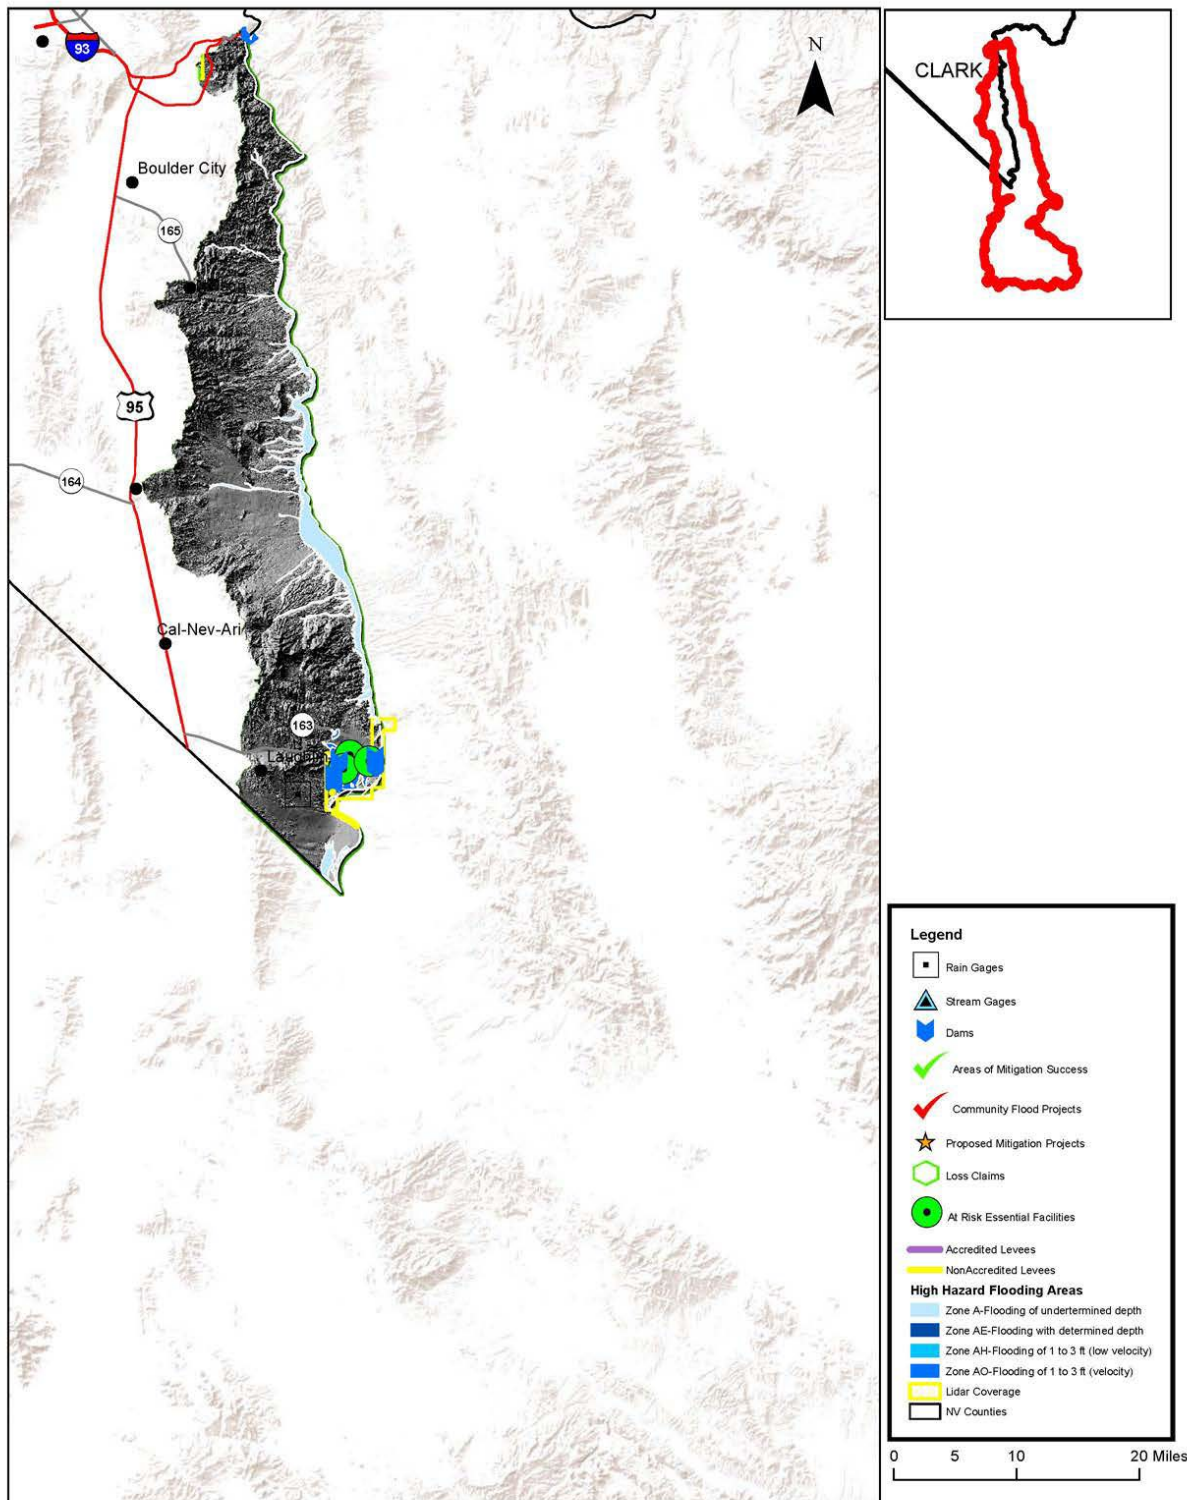 93
N
CLARK
Boulder City
165
95
164
Cal-Nev-Ari
163
Legend
Rain Gages
Stream Gages
Dams
Areas of Mitigation Success
Community Flood Projects
Proposed Mitigation Projects
Loss Claims
At Risk Essential Facilities
Accredited Levees
NonAccredited Levees
High Hazard Flooding Areas
Zone A-Flooding of undertermined depth
Zone AE-Flooding with determined depth
Zone AH-Flooding of 1 to 3 ft (low velocity)
Zone AO-Flooding of 1 to 3 ft (velocity)
Lidar Coverage
NV Counties
0 5 10 20 Miles